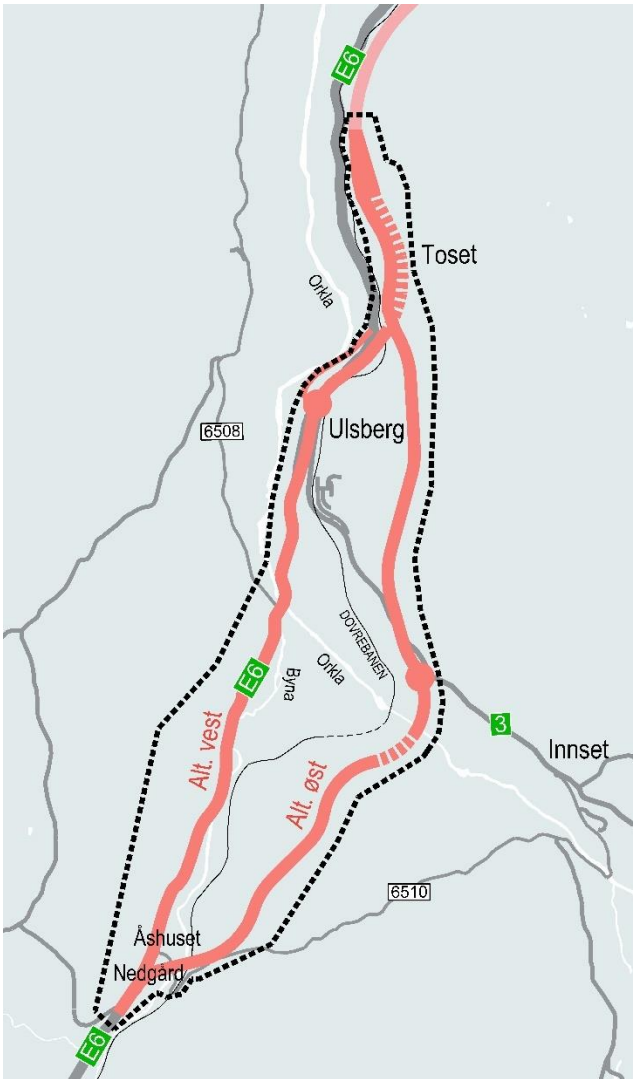 E6
Toset
Orkla
Ulsberg
6508
DOVREBANEN
Orkla
Byna
E6
3
Alt. vest
Innset
Alt. øst
6510
Åshuset
Nedgård
E6